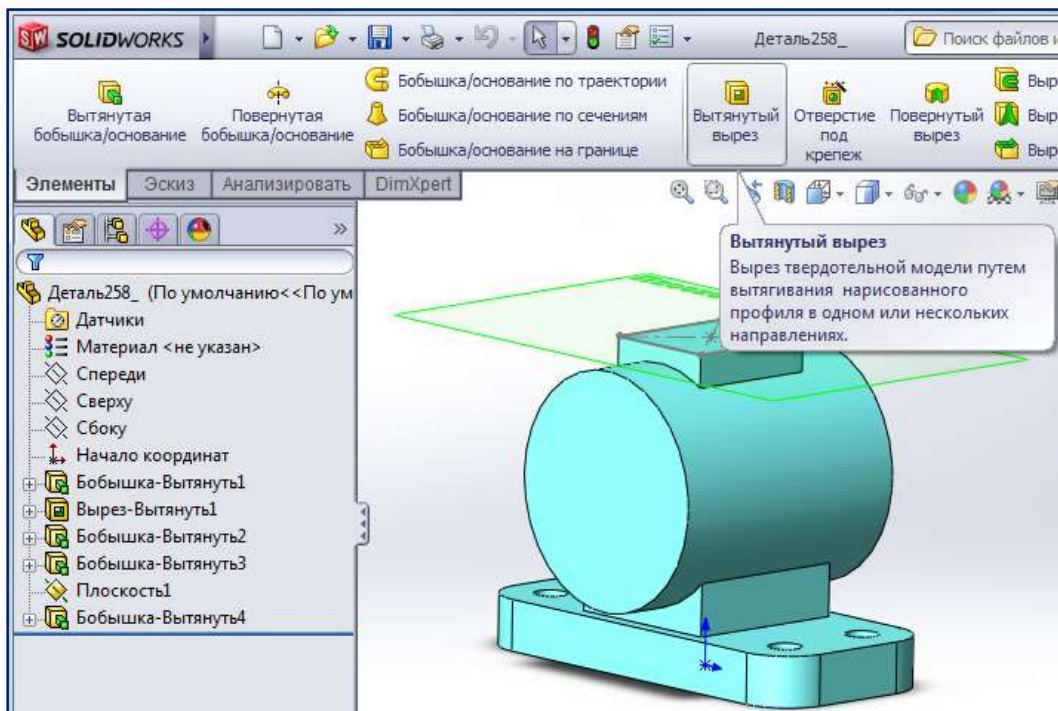 SOLIDWORKS
Деталь258_
Поиск файлов и
Вытянутая
бобышка/основание
Повернутая
бобышка/основание
Бобышка/основание по траектории
Бобышка/основание по сечениям
Бобышка/основание на границе
Вытянутый
вырез
Отверстие
под
крепеж
Повернутый
вырез
Выр
Выр
Выр
Элементы
Эскиз
Анализировать
DimXpert
Вытянутый вырез
Вырез твердотельной модели путем
вытягивания нарисованного
профиля в одном или нескольких
направлениях.
Деталь258_ (По умолчанию<<По ум
Датчики
Материал <не указан>
Спереди
Сверху
Сбоку
Начало координат
Бобышка-Вытянуть1
Вырез-Вытянуть1
Бобышка-Вытянуть2
Бобышка-Вытянуть3
Плоскость1
Бобышка-Вытянуть4